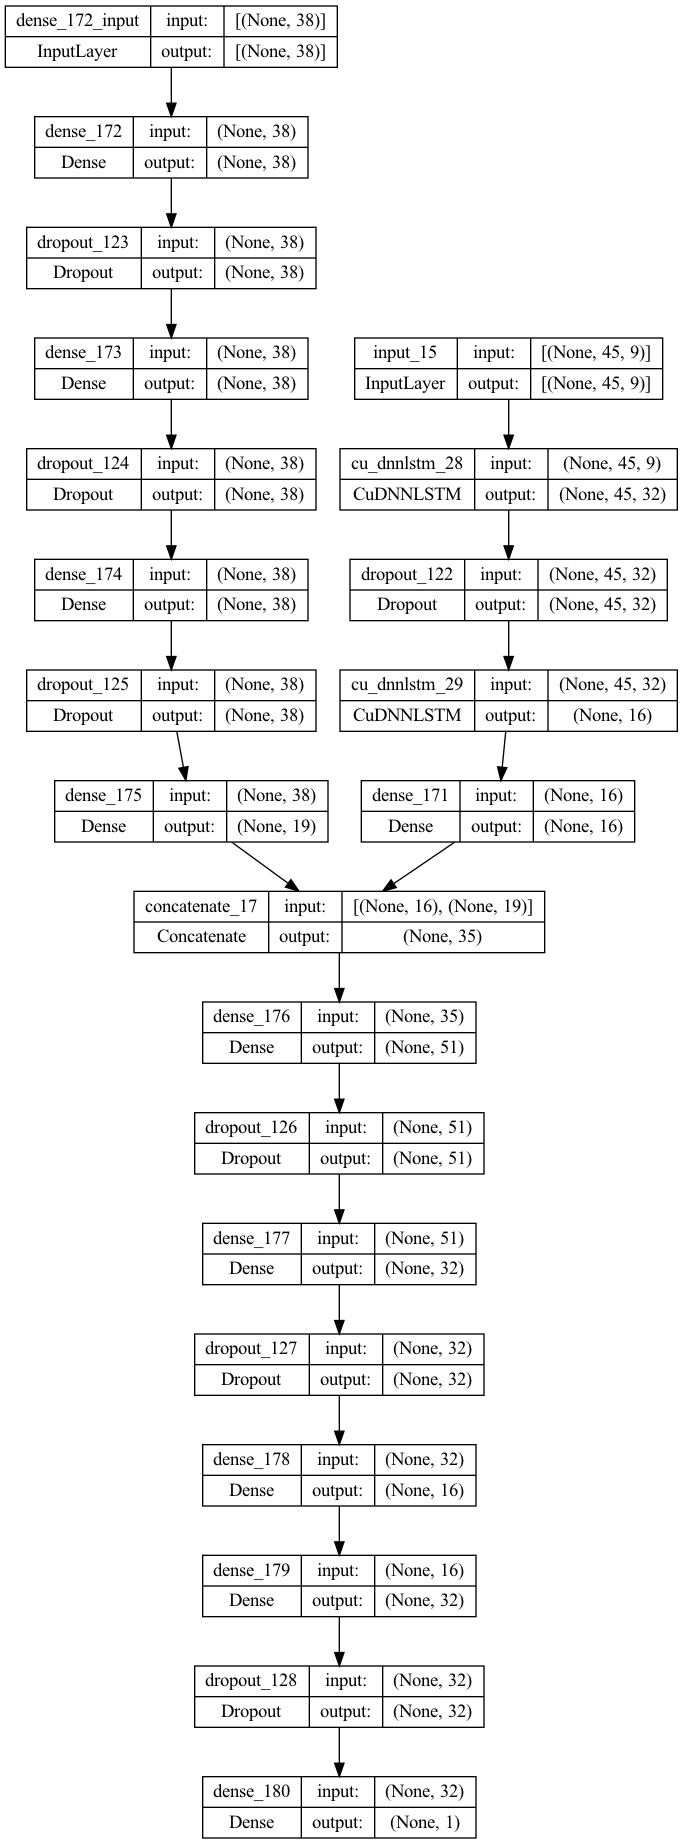 dense_172_input input: [(None, 38)]
InputLayer output: [(None, 38)]
dense_172 input: (None, 38)
Dense output: (None, 38)
dropout_123 input: (None, 38)
Dropout output: (None, 38)
dense_173 input: (None, 38)
Dense output: (None, 38)
input_15 input: [(None, 45, 9)]
InputLayer output: [(None, 45, 9)]
dropout_124 input: (None, 38)
Dropout output: (None, 38)
cu_dnnlstm_28 input: (None, 45, 9)
CuDNNLSTM output: (None, 45, 32)
dense_174 input: (None, 38)
Dense output: (None, 38)
dropout_122 input: (None, 45, 32)
Dropout output: (None, 45, 32)
dropout_125 input: (None, 38)
Dropout output: (None, 38)
cu_dnnlstm_29 input: (None, 45, 32)
CuDNNLSTM output: (None, 16)
dense_175 input: (None, 38)
Dense output: (None, 19)
dense_171 input: (None, 16)
Dense output: (None, 16)
concatenate_17 input: [(None, 16), (None, 19)]
Concatenate output: (None, 35)
dense_176 input: (None, 35)
Dense output: (None, 51)
dropout_126 input: (None, 51)
Dropout output: (None, 51)
dense_177 input: (None, 51)
Dense output: (None, 32)
dropout_127 input: (None, 32)
Dropout output: (None, 32)
dense_178 input: (None, 32)
Dense output: (None, 16)
dense_179 input: (None, 16)
Dense output: (None, 32)
dropout_128 input: (None, 32)
Dropout output: (None, 32)
dense_180 input: (None, 32)
Dense output: (None, 1)